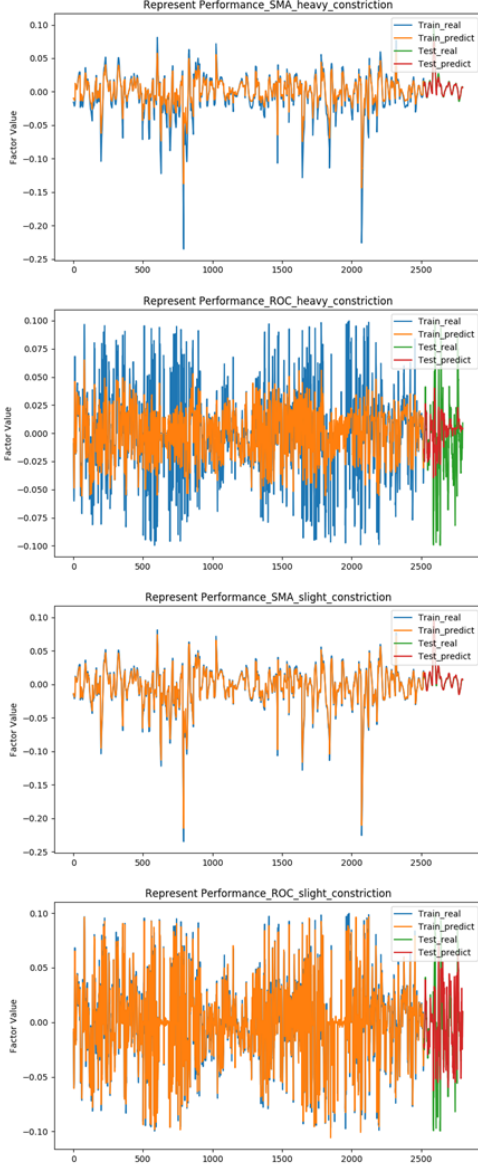 Represent Performance_SMA_heavy_constriction
0.10
0.05
0.00
−0.05
−0.10
−0.15
−0.20
−0.25
Factor Value
Train_real
Train_predict
Test_real
Test_predict
0 500 1000 1500 2000 2500
Represent Performance_ROC_heavy_constriction
0.100
0.075
0.050
0.025
0.000
−0.025
−0.050
−0.075
−0.100
Factor Value
Train_real
Train_predict
Test_real
Test_predict
0 500 1000 1500 2000 2500
Represent Performance_SMA_slight_constriction
0.10
0.05
0.00
−0.05
−0.10
−0.15
−0.20
−0.25
Factor Value
Train_real
Train_predict
Test_real
Test_predict
0 500 1000 1500 2000 2500
Represent Performance_ROC_slight_constriction
0.10
0.05
0.00
−0.05
−0.10
Factor Value
Train_real
Train_predict
Test_real
Test_predict
0 500 1000 1500 2000 2500